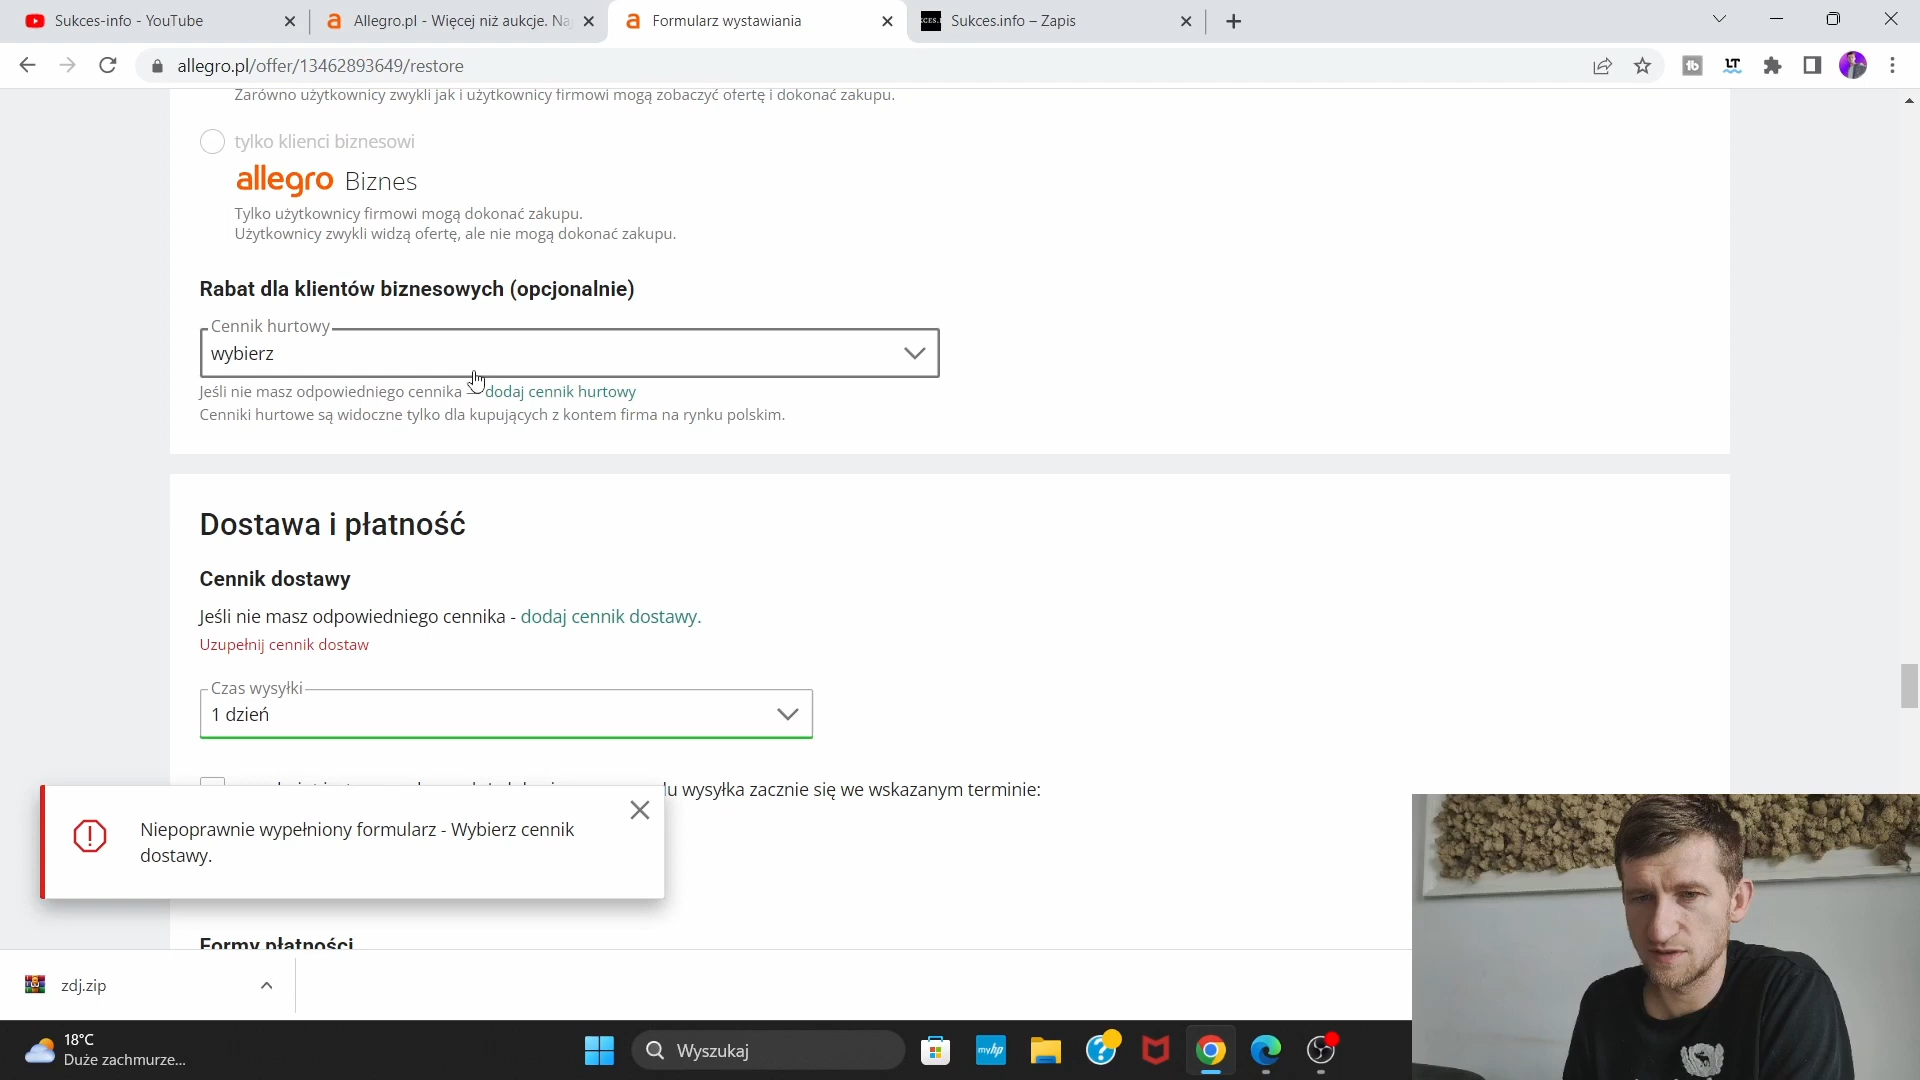 Sukces-info - YouTube
Allegro.pl - Więcej niż aukcje. Na
Formularz wystawiania
Sukces.info – Zapis
allegro.pl/offer/13462893649/restore
Zarówno użytkownicy zwykli jak i użytkownicy firmowi mogą zobaczyć ofertę i dokonać zakupu.
tylko klienci biznesowi
allegro Biznes
Tylko użytkownicy firmowi mogą dokonać zakupu.
Użytkownicy zwykli widzą ofertę, ale nie mogą dokonać zakupu.
Rabat dla klientów biznesowych (opcjonalnie)
Cennik hurtowy
wybierz
Jeśli nie masz odpowiedniego cennika – dodaj cennik hurtowy
Cenniki hurtowe są widoczne tylko dla kupujących z kontem firma na rynku polskim.
Dostawa i płatność
Cennik dostawy
Jeśli nie masz odpowiedniego cennika - dodaj cennik dostawy.
Uzupełnij cennik dostaw
Czas wysyłki
1 dzień
wysyłka zacznie się we wskazanym terminie:
Niepoprawnie wypełniony formularz - Wybierz cennik
dostawy.
Formy płatności
zdj.zip
18°C
Duże zachmurze...
Wyszukaj
myhp